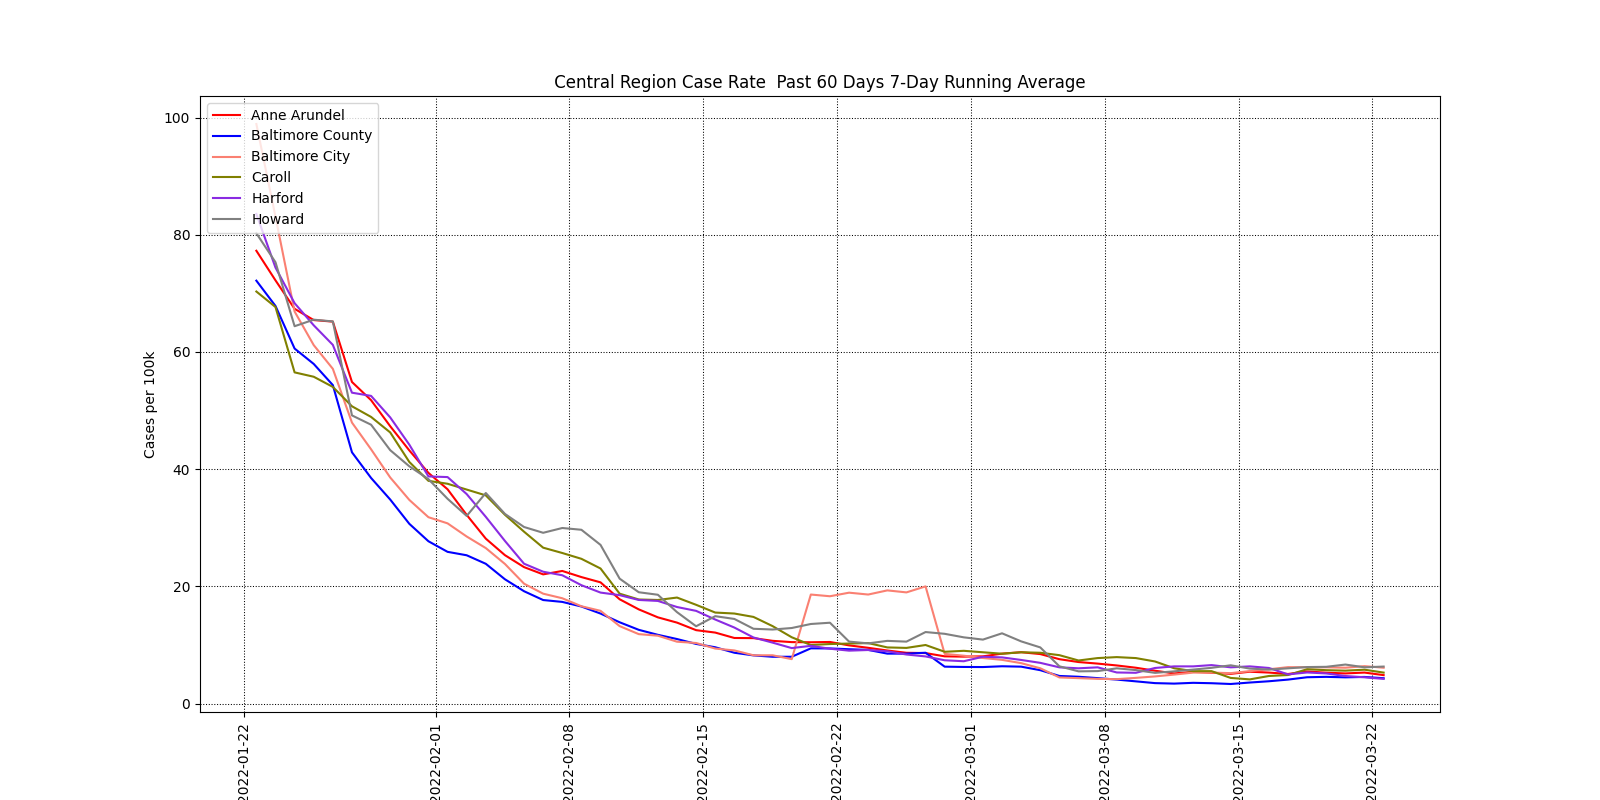 Central Region Case Rate  Past 60 Days 7-Day Running Average
Anne Arundel
Baltimore County
Baltimore City
Caroll
Harford
Howard
Cases per 100k
100
80
60
40
20
0
2022-01-22
2022-02-01
2022-02-08
2022-02-15
2022-02-22
2022-03-01
2022-03-08
2022-03-15
2022-03-22